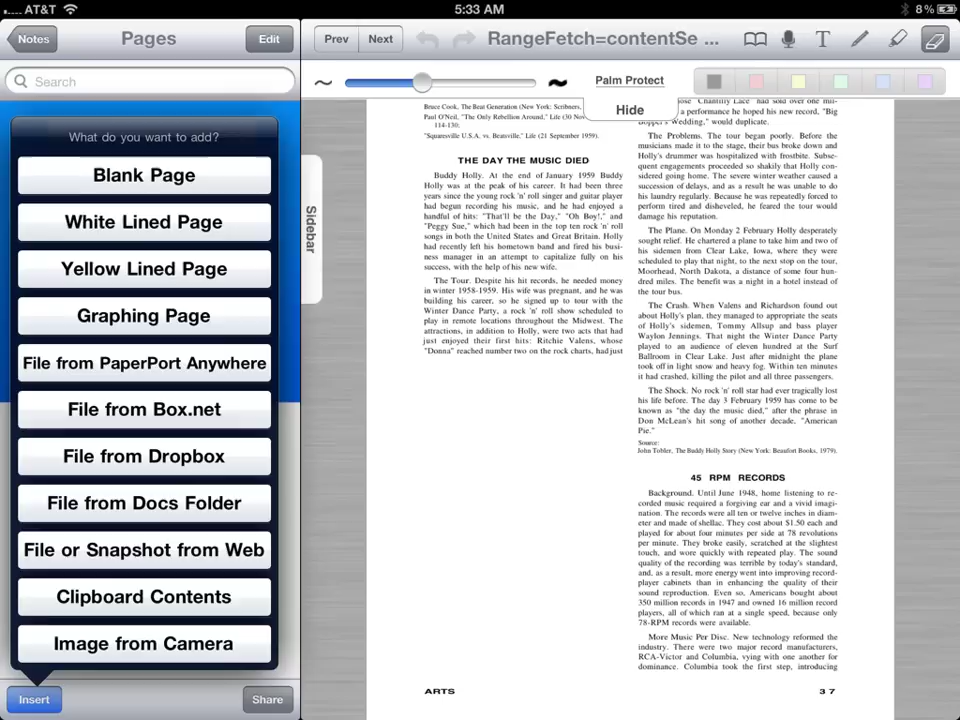 AT&T
5:33 AM
8%
Notes
Pages
Edit
Prev
Next
RangeFetch=contentSe ...
T
Search
Palm Protect
Hide
What do you want to add?
Blank Page
White Lined Page
Yellow Lined Page
Graphing Page
File from PaperPort Anywhere
File from Box.net
File from Dropbox
File from Docs Folder
File or Snapshot from Web
Clipboard Contents
Image from Camera
Insert
Share
Sidebar
Bruce Cook, The Beat Generation (New York: Scribners,
Paul O'Neil, "The Only Rebellion Around," Life (30 Nov
114-130;
"Squaresville U.S.A. vs. Beatsville," Life (21 September 1959).
THE DAY THE MUSIC DIED
Buddy Holly. At the end of January 1959 Buddy
Holly was at the peak of his career. It had been three
years since the young rock 'n' roll singer and guitar player
had begun recording his music, and he had enjoyed a
handful of hits: "That'll be the Day," "Oh Boy!," and
"Peggy Sue," which had been in the top ten rock 'n' roll
songs in both the United States and Great Britain. Holly
had recently left his hometown band and fired his busi-
ness manager in an attempt to capitalize fully on his
success, with the help of his new wife.
The Tour. Despite his hit records, he needed money
in winter 1958-1959. His wife was pregnant, and he was
building his career, so he signed up to tour with the
Winter Dance Party, a rock 'n' roll show scheduled to
play in remote locations throughout the Midwest. The
attractions, in addition to Holly, were two acts that had
just enjoyed their first hits: Ritchie Valens, whose
"Donna" reached number two on the rock charts, had just
"Chantilly Lace" had sold over one mil-
a performance he hoped his new record, "Big
Bopper's Wedding," would duplicate.
The Problems. The tour began poorly. Before the
musicians made it to the stage, their bus broke down and
Holly's drummer was hospitalized with frostbite. Subse-
quent engagements proceeded so shakily that Holly con-
sidered going home. The severe winter weather caused a
succession of delays, and as a result he was unable to do
his laundry regularly. Because he was repeatedly forced to
perform tired and disheveled, he feared the tour would
damage his reputation.
The Plane. On Monday 2 February Holly desperately
sought relief. He chartered a plane to take him and two of
his sidemen from Clear Lake, Iowa, where they were
scheduled to play that night, to the next stop on the tour,
Moorhead, North Dakota, a distance of some four hun-
dred miles. The benefit was a night in a hotel instead of
the tour bus.
The Crash. When Valens and Richardson found out
about Holly's plan, they managed to appropriate the seats
of Holly's sidemen, Tommy Allsup and bass player
Waylon Jennings. That night the Winter Dance Party
played to an audience of eleven hundred at the Surf
Ballroom in Clear Lake. Just after midnight the plane
took off in light snow and heavy fog. Within ten minutes
it had crashed, killing the pilot and all three passengers.
The Shock. No rock 'n' roll star had ever tragically lost
his life before. The day 3 February 1959 has come to be
known as "the day the music died," after the phrase in
Don McLean's hit song of another decade, "American
Pie."
Source:
John Tobler, The Buddy Holly Story (New York: Beaufort Books, 1979).
45 RPM RECORDS
Background. Until June 1948, home listening to re-
corded music required a forgiving ear and a vivid imagi-
nation. The records were all ten or twelve inches in diam-
eter and made of shellac. They cost about $1.50 each and
played for about four minutes per side at 78 revolutions
per minute. They broke easily, scratched at the slightest
touch, and wore quickly with repeated play. The sound
quality of the recording was terrible by today's standard,
and, as a result, more energy went into improving record-
player cabinets than in enhancing the quality of their
sound reproduction. Even so, Americans bought about
350 million records in 1947 and owned 16 million record
players, all of which ran at a single speed, because only
78-RPM records were available.
More Music Per Disc. New technology reformed the
industry. There were two major record manufacturers,
RCA-Victor and Columbia, vying with one another for
dominance. Columbia took the first step, introducing
ARTS
37